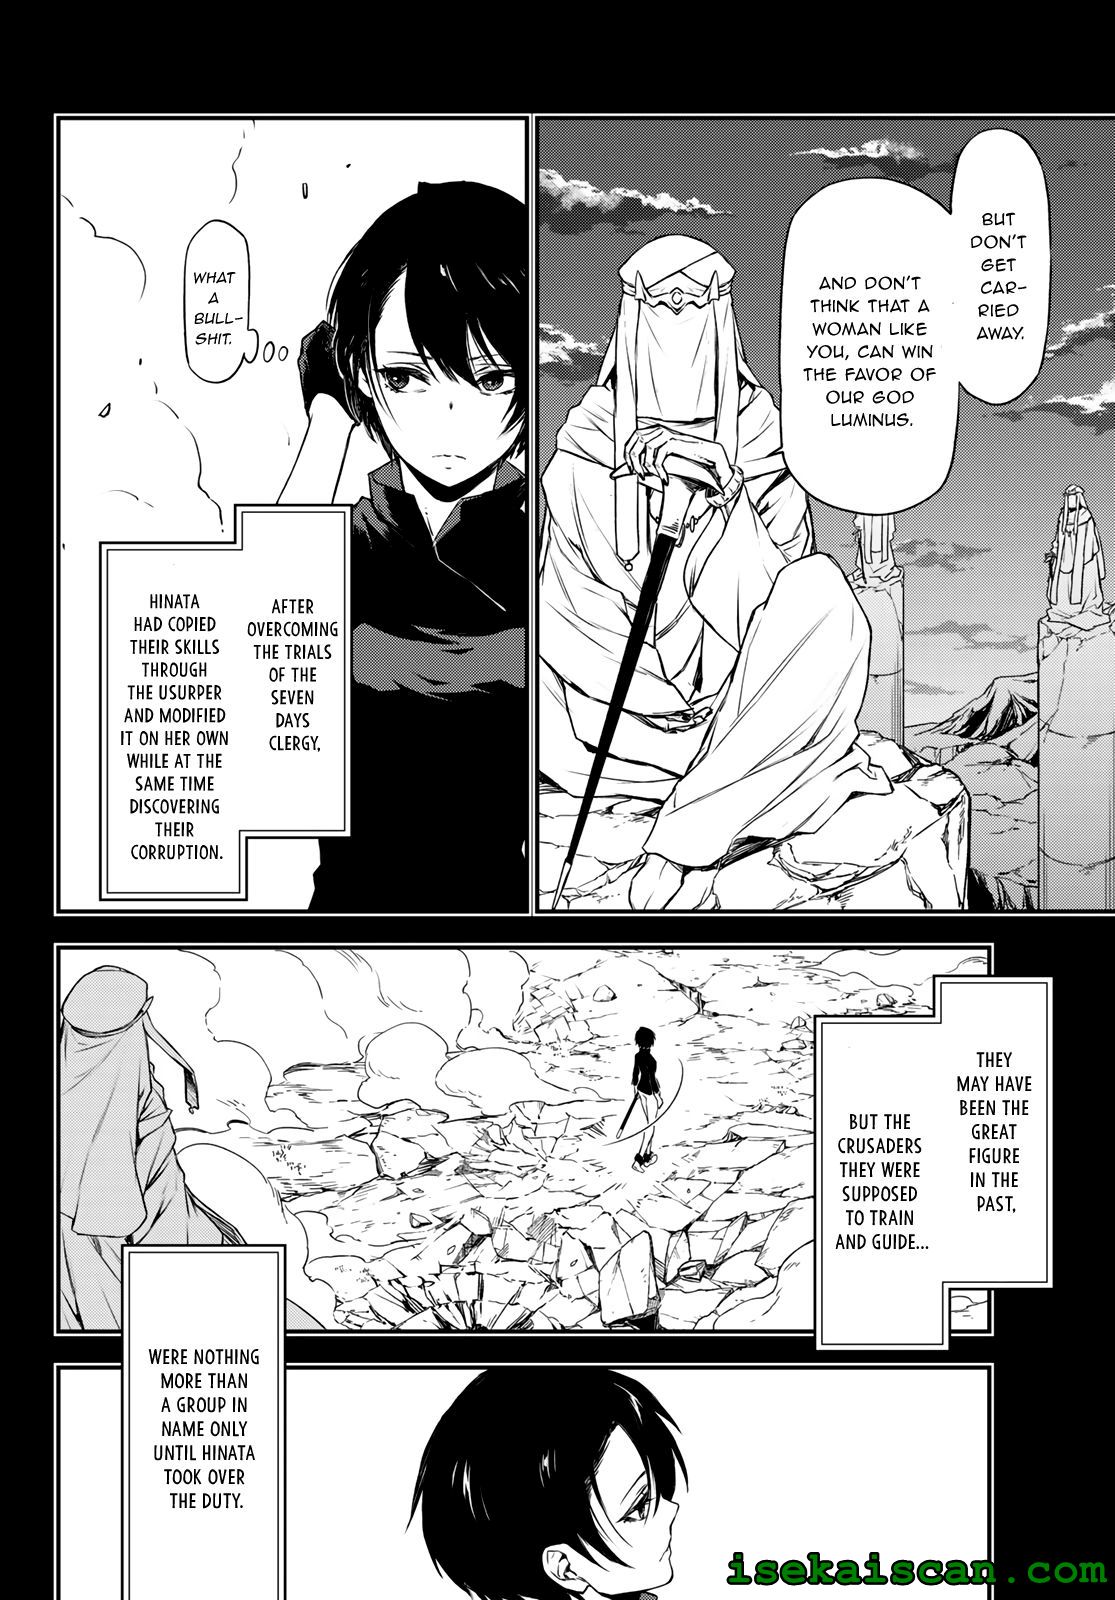 BUT
DON'T
GET
CAR-
RIED
AWAY.
AND DON'T
THINK THAT A
WOMAN LIKE
YOU, CAN WIN
THE FAVOR OF
OUR GOD
LUMINUS.
WHAT
A
BULL-
SHIT.
AFTER
OVERCOMING
THE TRIALS
OF THE
SEVEN
DAYS
CLERGY,
HINATA
HAD COPIED
THEIR SKILLS
THROUGH
THE USURPER
AND MODIFIED
IT ON HER OWN
WHILE AT THE
SAME TIME
DISCOVERING
THEIR
CORRUPTION.
THEY
MAY HAVE
BEEN THE
GREAT
FIGURE
IN THE
PAST,
BUT THE
CRUSADERS
THEY WERE
SUPPOSED
TO TRAIN
AND GUIDE...
WERE NOTHING
MORE THAN
A GROUP IN
NAME ONLY
UNTIL HINATA
TOOK OVER
THE DUTY.
isekaiscan.com